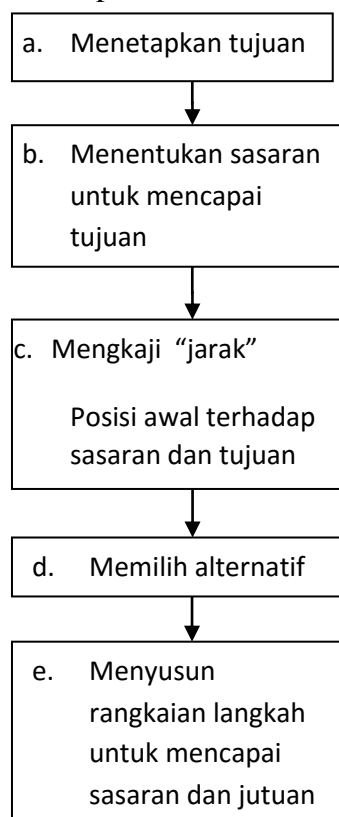 a. Menetapkan tujuan
b. Menentukan sasaran
untuk mencapai
tujuan
c. Mengkaji “jarak”
Posisi awal terhadap
sasaran dan tujuan
d. Memilih alternatif
e. Menyusun
rangkaian langkah
untuk mencapai
sasaran dan jutuan